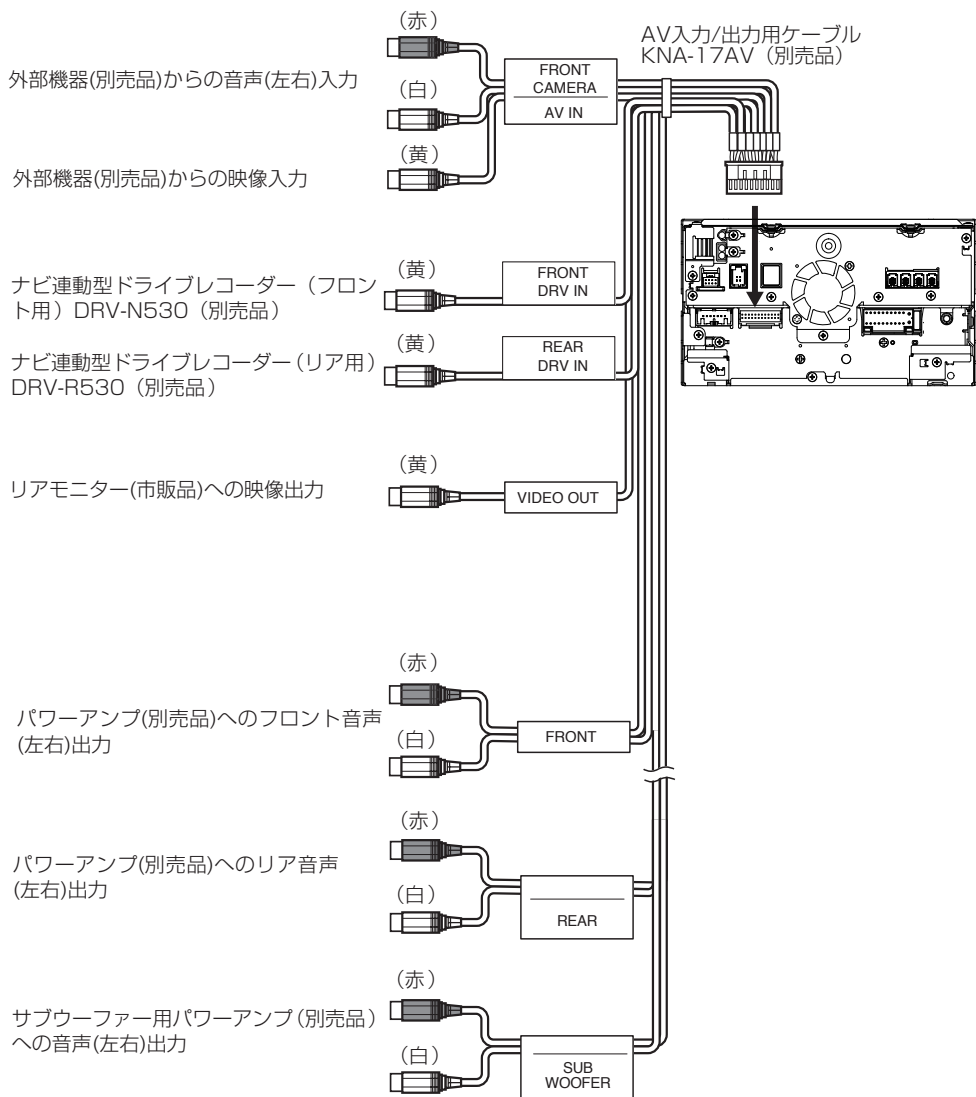 （赤）
AV入力/出力用ケーブル
KNA-17AV（別売品）
外部機器(別売品)からの音声(左右)入力
（白）
FRONT
CAMERA
AV IN
（黄）
外部機器(別売品)からの映像入力
（黄）
FRONT
DRV IN
ナビ連動型ドライブレコーダー（フロン
ト用）DRV-N530（別売品）
（黄）
REAR
DRV IN
ナビ連動型ドライブレコーダー（リア用）
DRV-R530（別売品）
（黄）
リアモニター(市販品)への映像出力
VIDEO OUT
（赤）
パワーアンプ(別売品)へのフロント音声
(左右)出力
（白）
FRONT
（赤）
パワーアンプ(別売品)へのリア音声
(左右)出力
（白）
REAR
（赤）
サブウーファー用パワーアンプ（別売品）
への音声(左右)出力
（白）
SUB
WOOFER